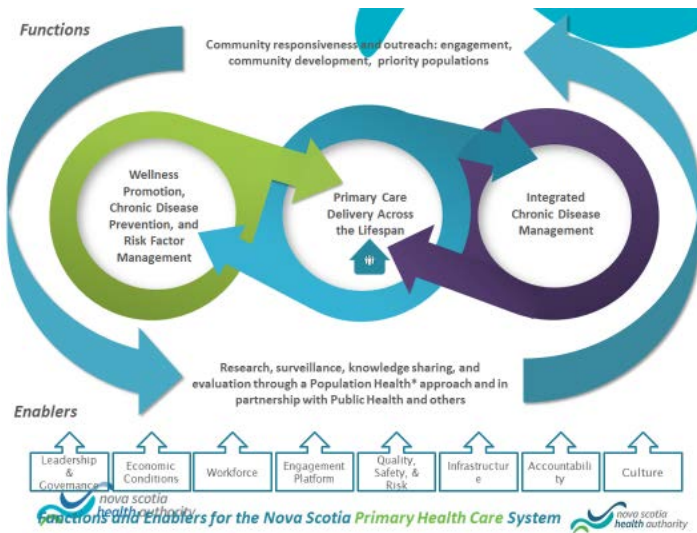 Functions
Community responsiveness and outreach: engagement,
community development, priority populations
Wellness
Promotion,
Chronic Disease
Prevention, and
Risk Factor
Management
Primary Care
Delivery Across
the Lifespan
Integrated
Chronic Disease
Management
Research, surveillance, knowledge sharing, and
evaluation through a Population Health* approach and in
partnership with Public Health and others
Enablers
Leadership
&
Governance
Economic
Conditions
Workforce
Engagement
Platform
Quality,
Safety, &
Risk
Infrastructur
e
Accountabili
ty
Culture
nova scotia
health authority
Functions and Enablers for the Nova Scotia Primary Health Care System
nova scotia
health authority